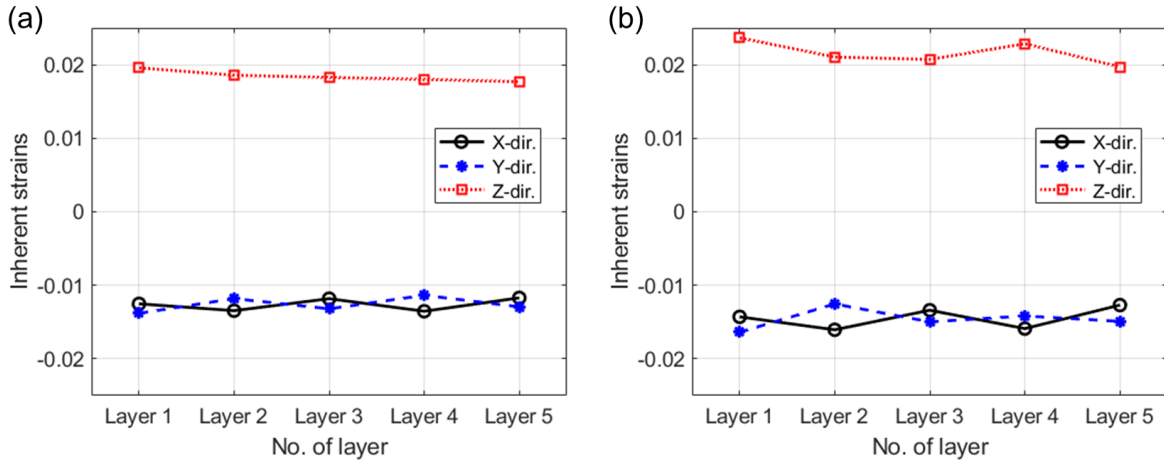 (a)
Inherent strains
0.02
0.01
0
-0.01
-0.02
X-dir.
Y-dir.
Z-dir.
Layer 1 Layer 2 Layer 3 Layer 4 Layer 5
No. of layer
(b)
Inherent strains
0.02
0.01
0
-0.01
-0.02
X-dir.
Y-dir.
Z-dir.
Layer 1 Layer 2 Layer 3 Layer 4 Layer 5
No. of layer